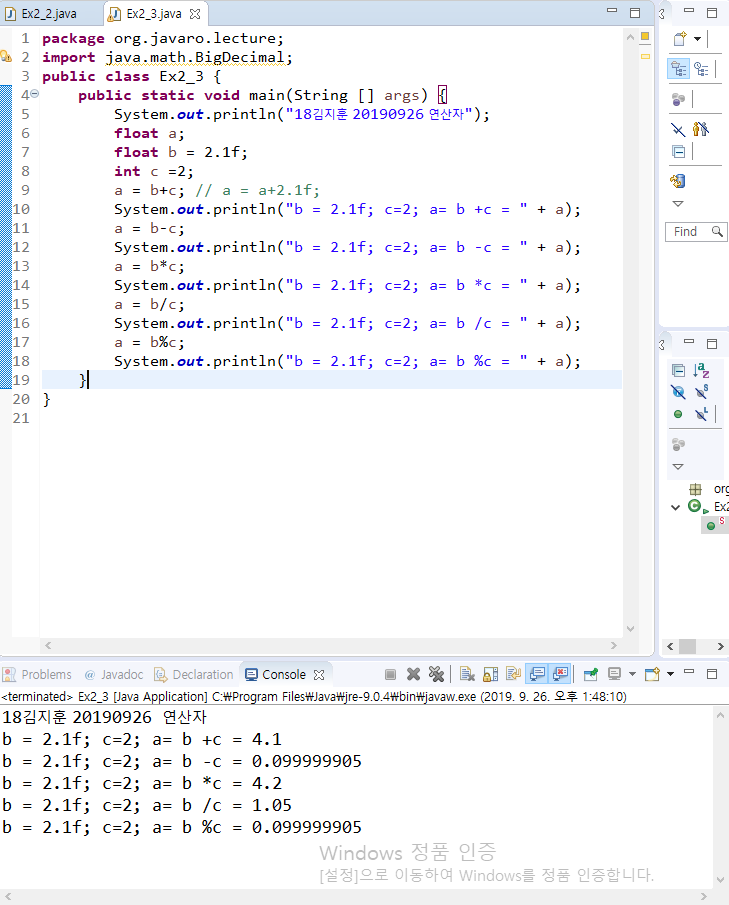 Ex2_2.java
Ex2_3.java
1 package org.javaro.lecture;
2 import java.math.BigDecimal;
3 public class Ex2_3 {
4 public static void main(String [] args) {
5 System.out.println("18김지훈 20190926 연산자");
6 float a;
7 float b = 2.1f;
8 int c =2;
9 a = b+c; // a = a+2.1f;
10 System.out.println("b = 2.1f; c=2; a= b +c = " + a);
11 a = b-c;
12 System.out.println("b = 2.1f; c=2; a= b -c = " + a);
13 a = b*c;
14 System.out.println("b = 2.1f; c=2; a= b *c = " + a);
15 a = b/c;
16 System.out.println("b = 2.1f; c=2; a= b /c = " + a);
17 a = b%c;
18 System.out.println("b = 2.1f; c=2; a= b %c = " + a);
19 }
20 }
21
Find
org
Ex2
Problems @ Javadoc Declaration Console
<terminated> Ex2_3 [Java Application] C:₩Program Files₩Java₩jre-9.0.4₩bin₩javaw.exe (2019. 9. 26. 오후 1:48:10)
18김지훈 20190926 연산자
b = 2.1f; c=2; a= b +c = 4.1
b = 2.1f; c=2; a= b -c = 0.099999905
b = 2.1f; c=2; a= b *c = 4.2
b = 2.1f; c=2; a= b /c = 1.05
b = 2.1f; c=2; a= b %c = 0.099999905
Windows 정품 인증
[설정]으로 이동하여 Windows를 정품 인증합니다.